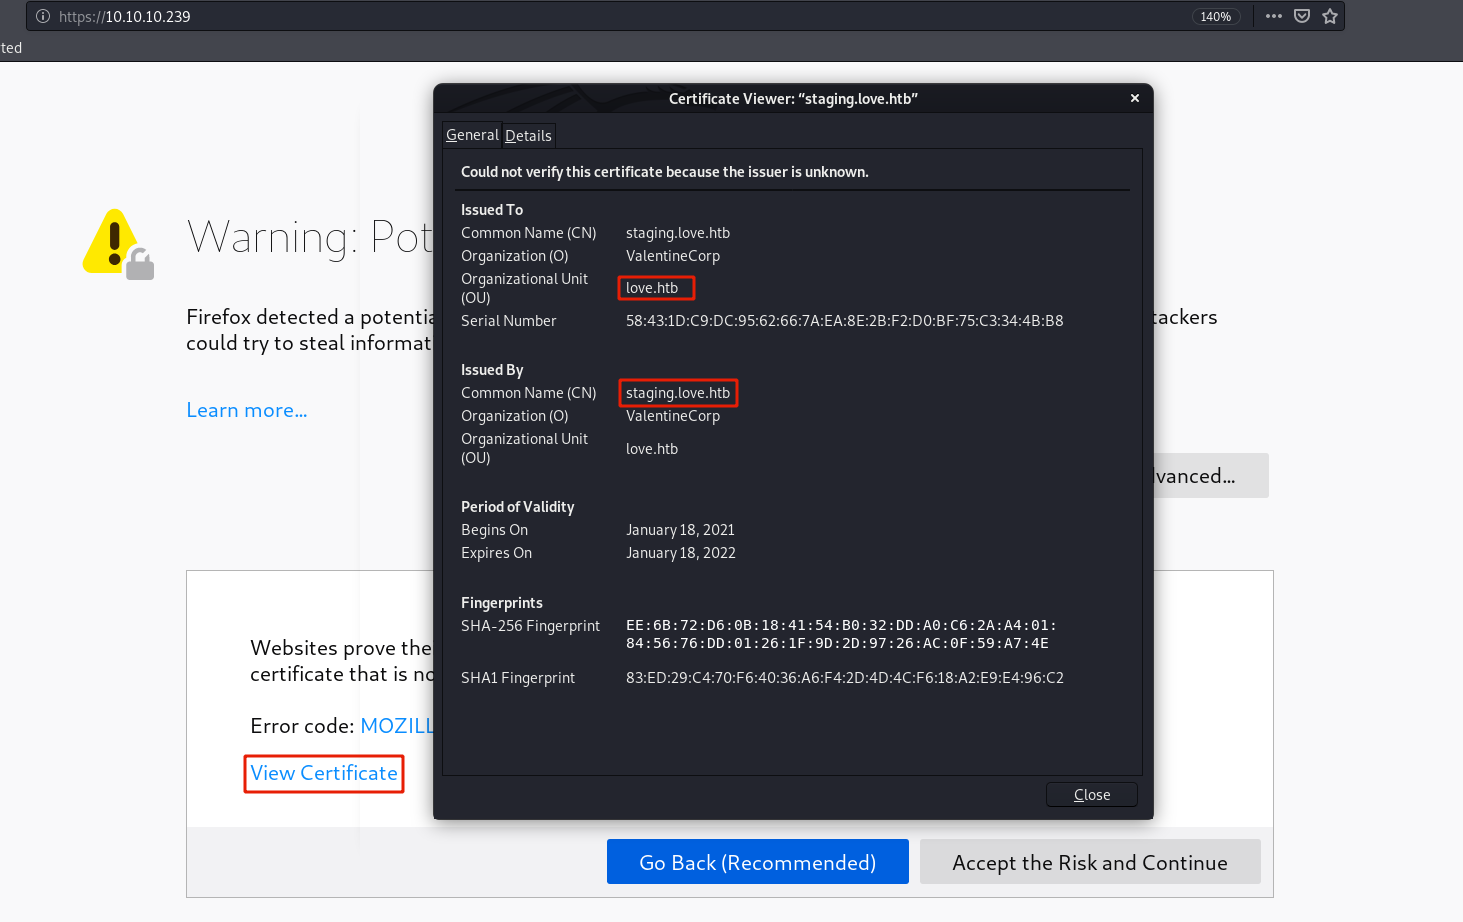 https://10.10.10.239
140%
ted
Certificate Viewer: “staging.love.htb”
General Details
Could not verify this certificate because the issuer is unknown.
Issued To
Common Name (CN) staging.love.htb
Organization (O) ValentineCorp
Organizational Unit
(OU) love.htb
Serial Number 58:43:1D:C9:DC:95:62:66:7A:EA:8E:2B:F2:D0:BF:75:C3:34:4B:B8
Issued By
Common Name (CN) staging.love.htb
Organization (O) ValentineCorp
Organizational Unit
(OU) love.htb
Period of Validity
Begins On January 18, 2021
Expires On January 18, 2022
Fingerprints
SHA-256 Fingerprint EE:6B:72:D6:0B:18:41:54:B0:32:DD:A0:C6:2A:A4:01:
84:56:76:DD:01:26:1F:9D:2D:97:26:AC:0F:59:A7:4E
SHA1 Fingerprint 83:ED:29:C4:70:F6:40:36:A6:F4:2D:4D:4C:F6:18:A2:E9:E4:96:C2
Close
Warning: Pot
Firefox detected a potentia tackers
could try to steal informat
Learn more…
dvanced…
Websites prove the
certificate that is no
Error code: MOZILL
View Certificate
Go Back (Recommended) Accept the Risk and Continue